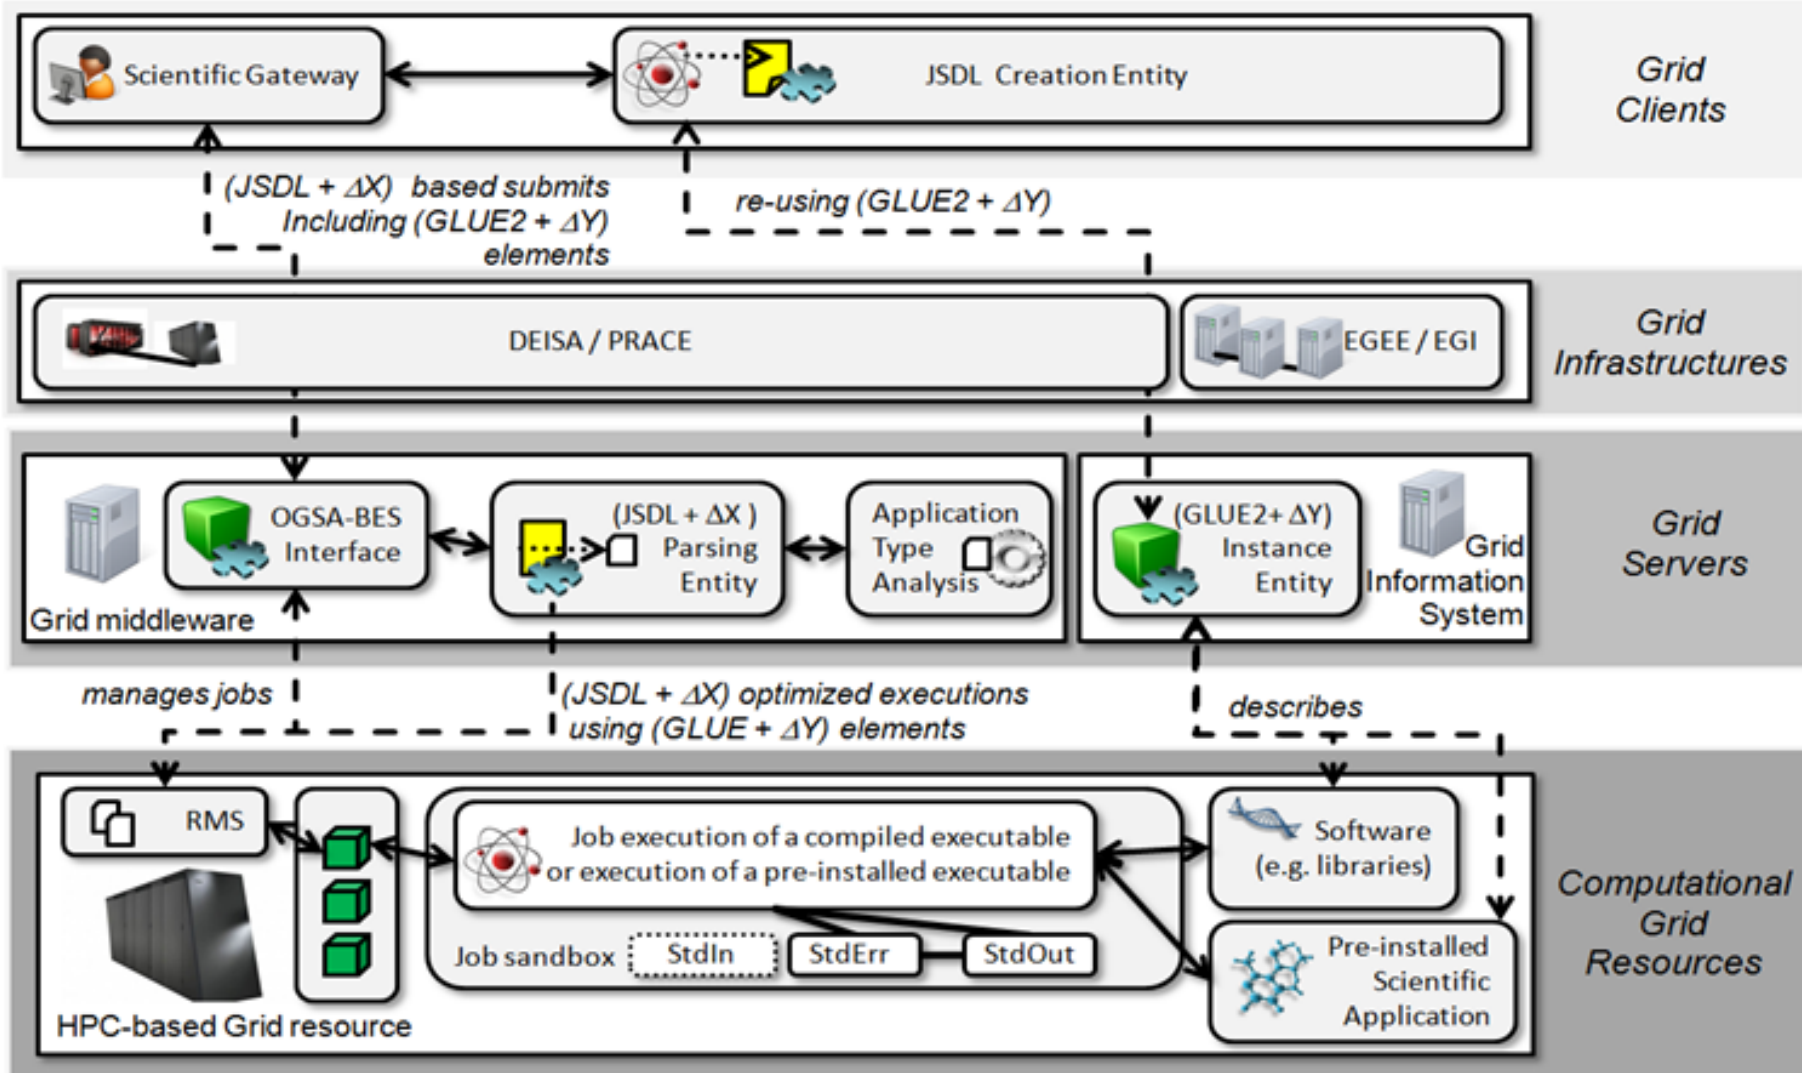 Scientific Gateway
JSDL Creation Entity
Grid
Clients
(JSDL + ΔX) based submits
Including (GLUE2 + ΔY)
elements
re-using (GLUE2 + ΔY)
DEISA / PRACE
EGEE / EGI
Grid
Infrastructures
OGSA-BES
Interface
Grid middleware
(JSDL + ΔX )
Parsing
Entity
Application
Type
Analysis
(GLUE2+ ΔY)
Instance
Entity
Grid
Information
System
Grid
Servers
manages jobs
(JSDL + ΔX) optimized executions
using (GLUE + ΔY) elements
describes
RMS
HPC-based Grid resource
Job execution of a compiled executable
or execution of a pre-installed executable
Job sandbox
StdIn
StdErr
StdOut
Software
(e.g. libraries)
Pre-installed
Scientific
Application
Computational
Grid
Resources